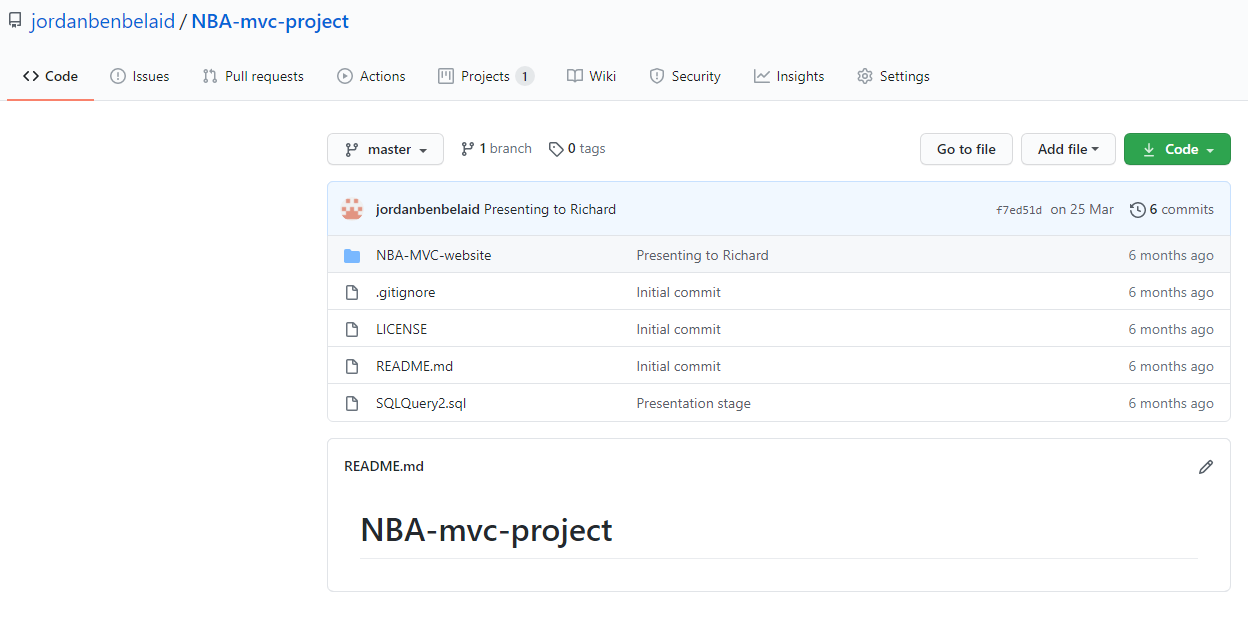 jordanbenbelaid / NBA-mvc-project
Code Issues Pull requests Actions Projects 1 Wiki Security Insights Settings
master 1 branch 0 tags Go to file Add file Code
jordanbenbelaid Presenting to Richard f7ed51d on 25 Mar 6 commits
NBA-MVC-website Presenting to Richard 6 months ago
.gitignore Initial commit 6 months ago
LICENSE Initial commit 6 months ago
README.md Initial commit 6 months ago
SQLQuery2.sql Presentation stage 6 months ago
README.md
NBA-mvc-project